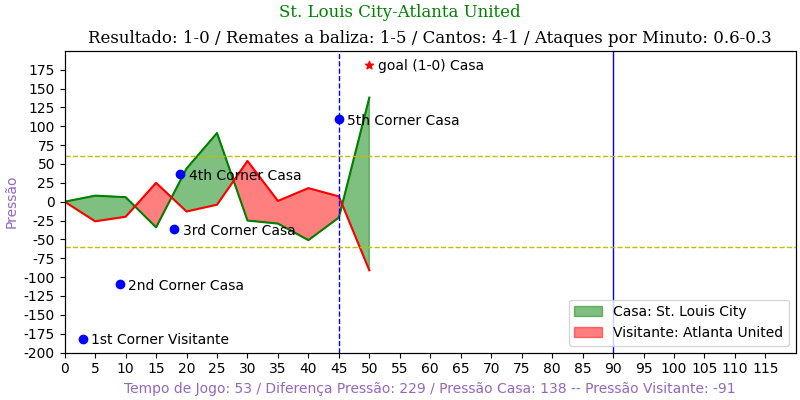 St. Louis City-Atlanta United
Resultado: 1-0 / Remates a baliza: 1-5 / Cantos: 4-1 / Ataques por Minuto: 0.6-0.3
175
150
125
100
75
50
25
0
-25
-50
-75
-100
-125
-150
-175
-200
Pressão
goal (1-0) Casa
5th Corner Casa
4th Corner Casa
3rd Corner Casa
2nd Corner Casa
1st Corner Visitante
Casa: St. Louis City
Visitante: Atlanta United
0 5 10 15 20 25 30 35 40 45 50 55 60 65 70 75 80 85 90 95 100 105 110 115
Tempo de Jogo: 53 / Diferença Pressão: 229 / Pressão Casa: 138 -- Pressão Visitante: -91